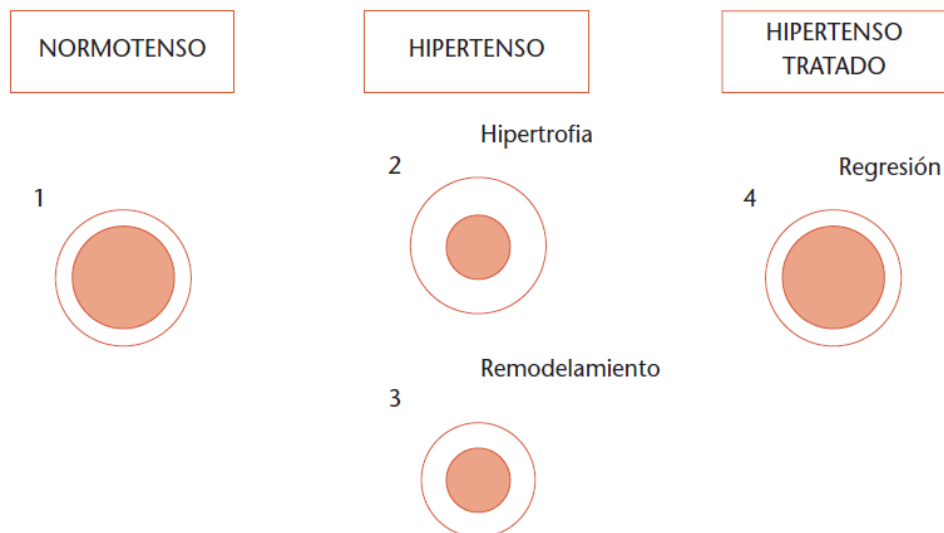 NORMOTENSO
HIPERTENSO
HIPERTENSO
TRATADO
1
2
Hipertrofia
3
Remodelamiento
4
Regresión